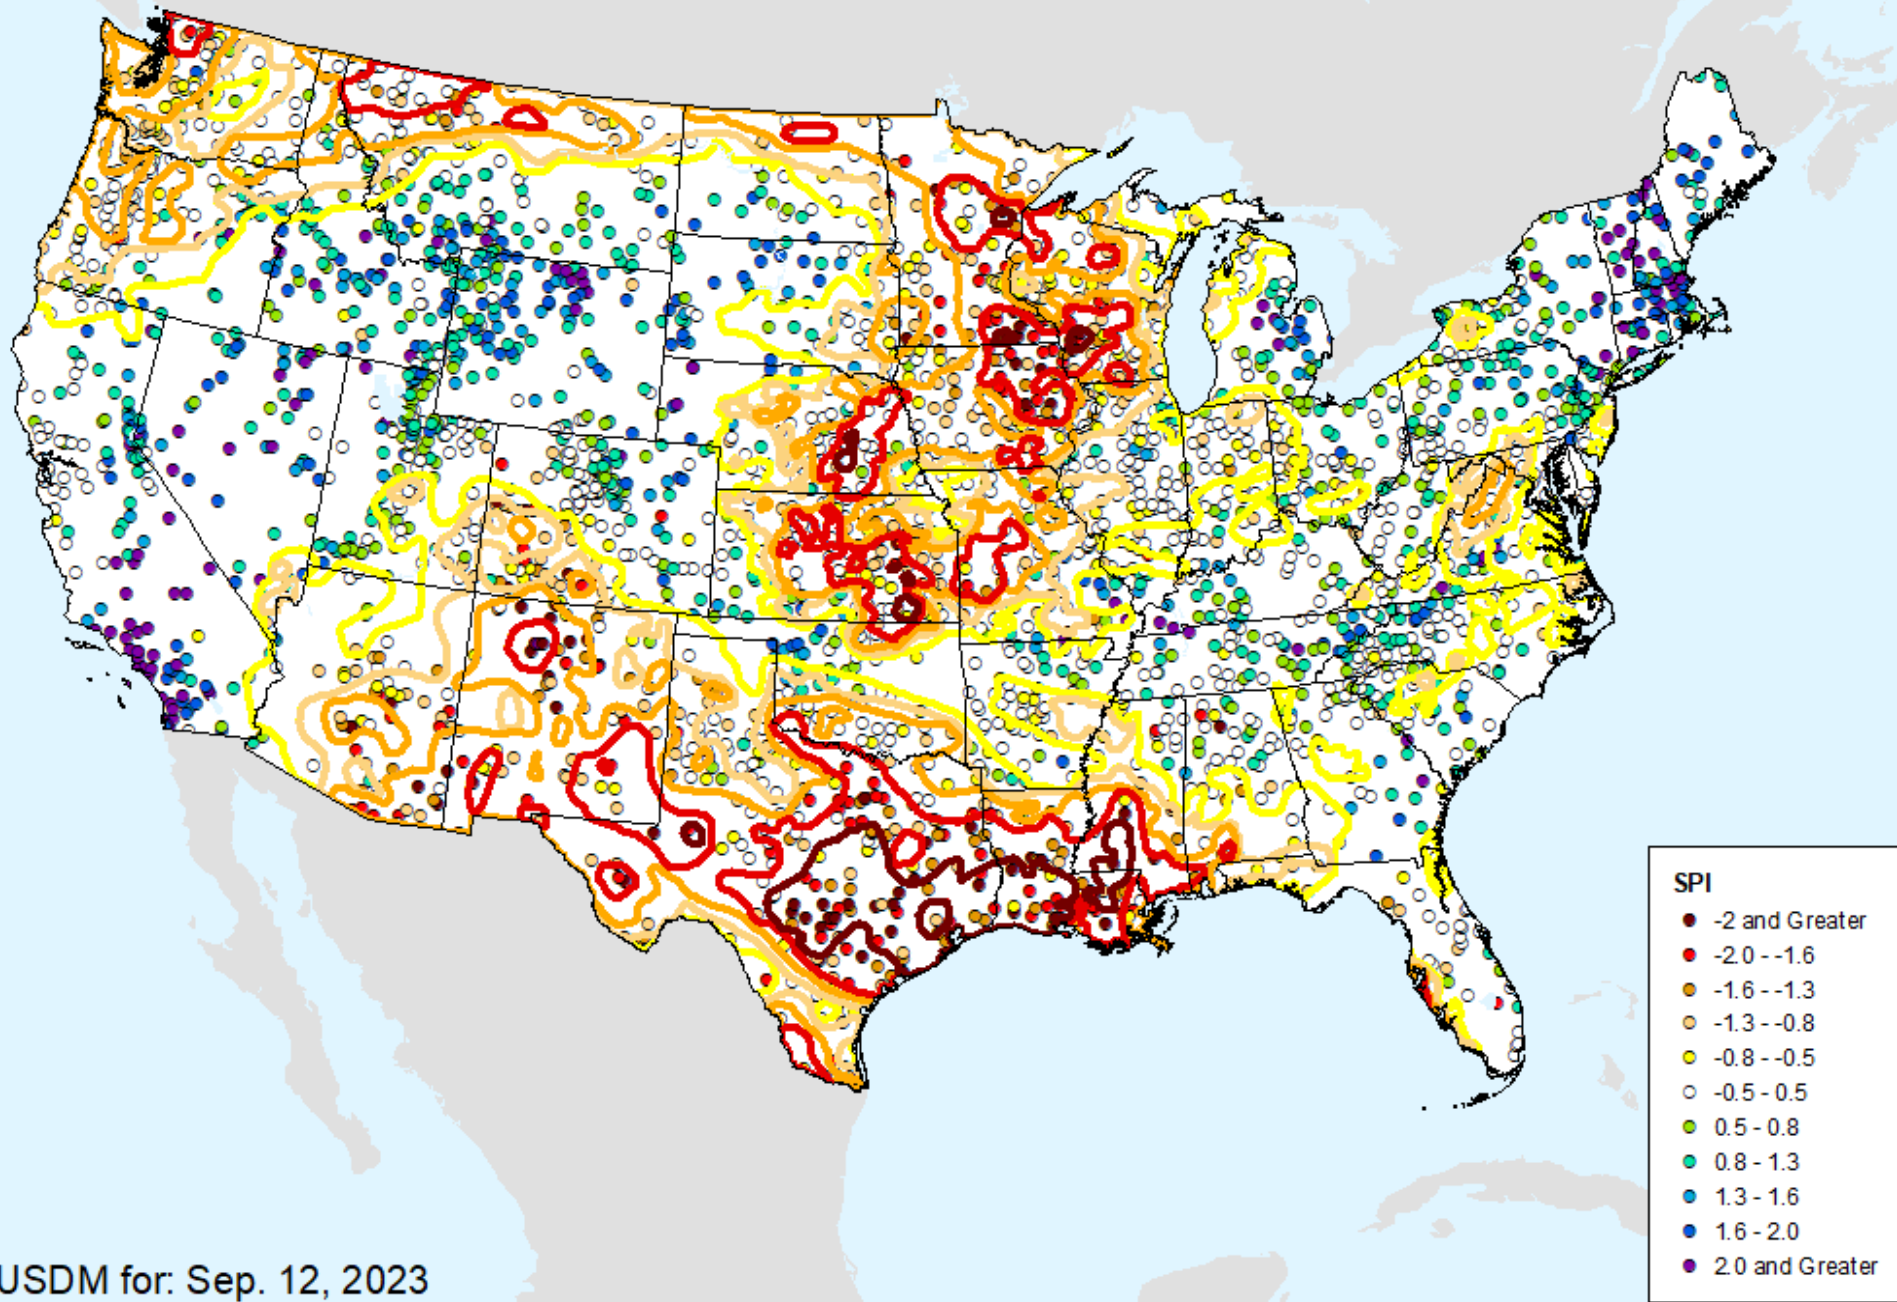 SPI
-2 and Greater
-2.0 - -1.6
-1.6 - -1.3
-1.3 - -0.8
-0.8 - -0.5
-0.5 - 0.5
0.5 - 0.8
0.8 - 1.3
1.3 - 1.6
1.6 - 2.0
2.0 and Greater
USDM for: Sep. 12, 2023